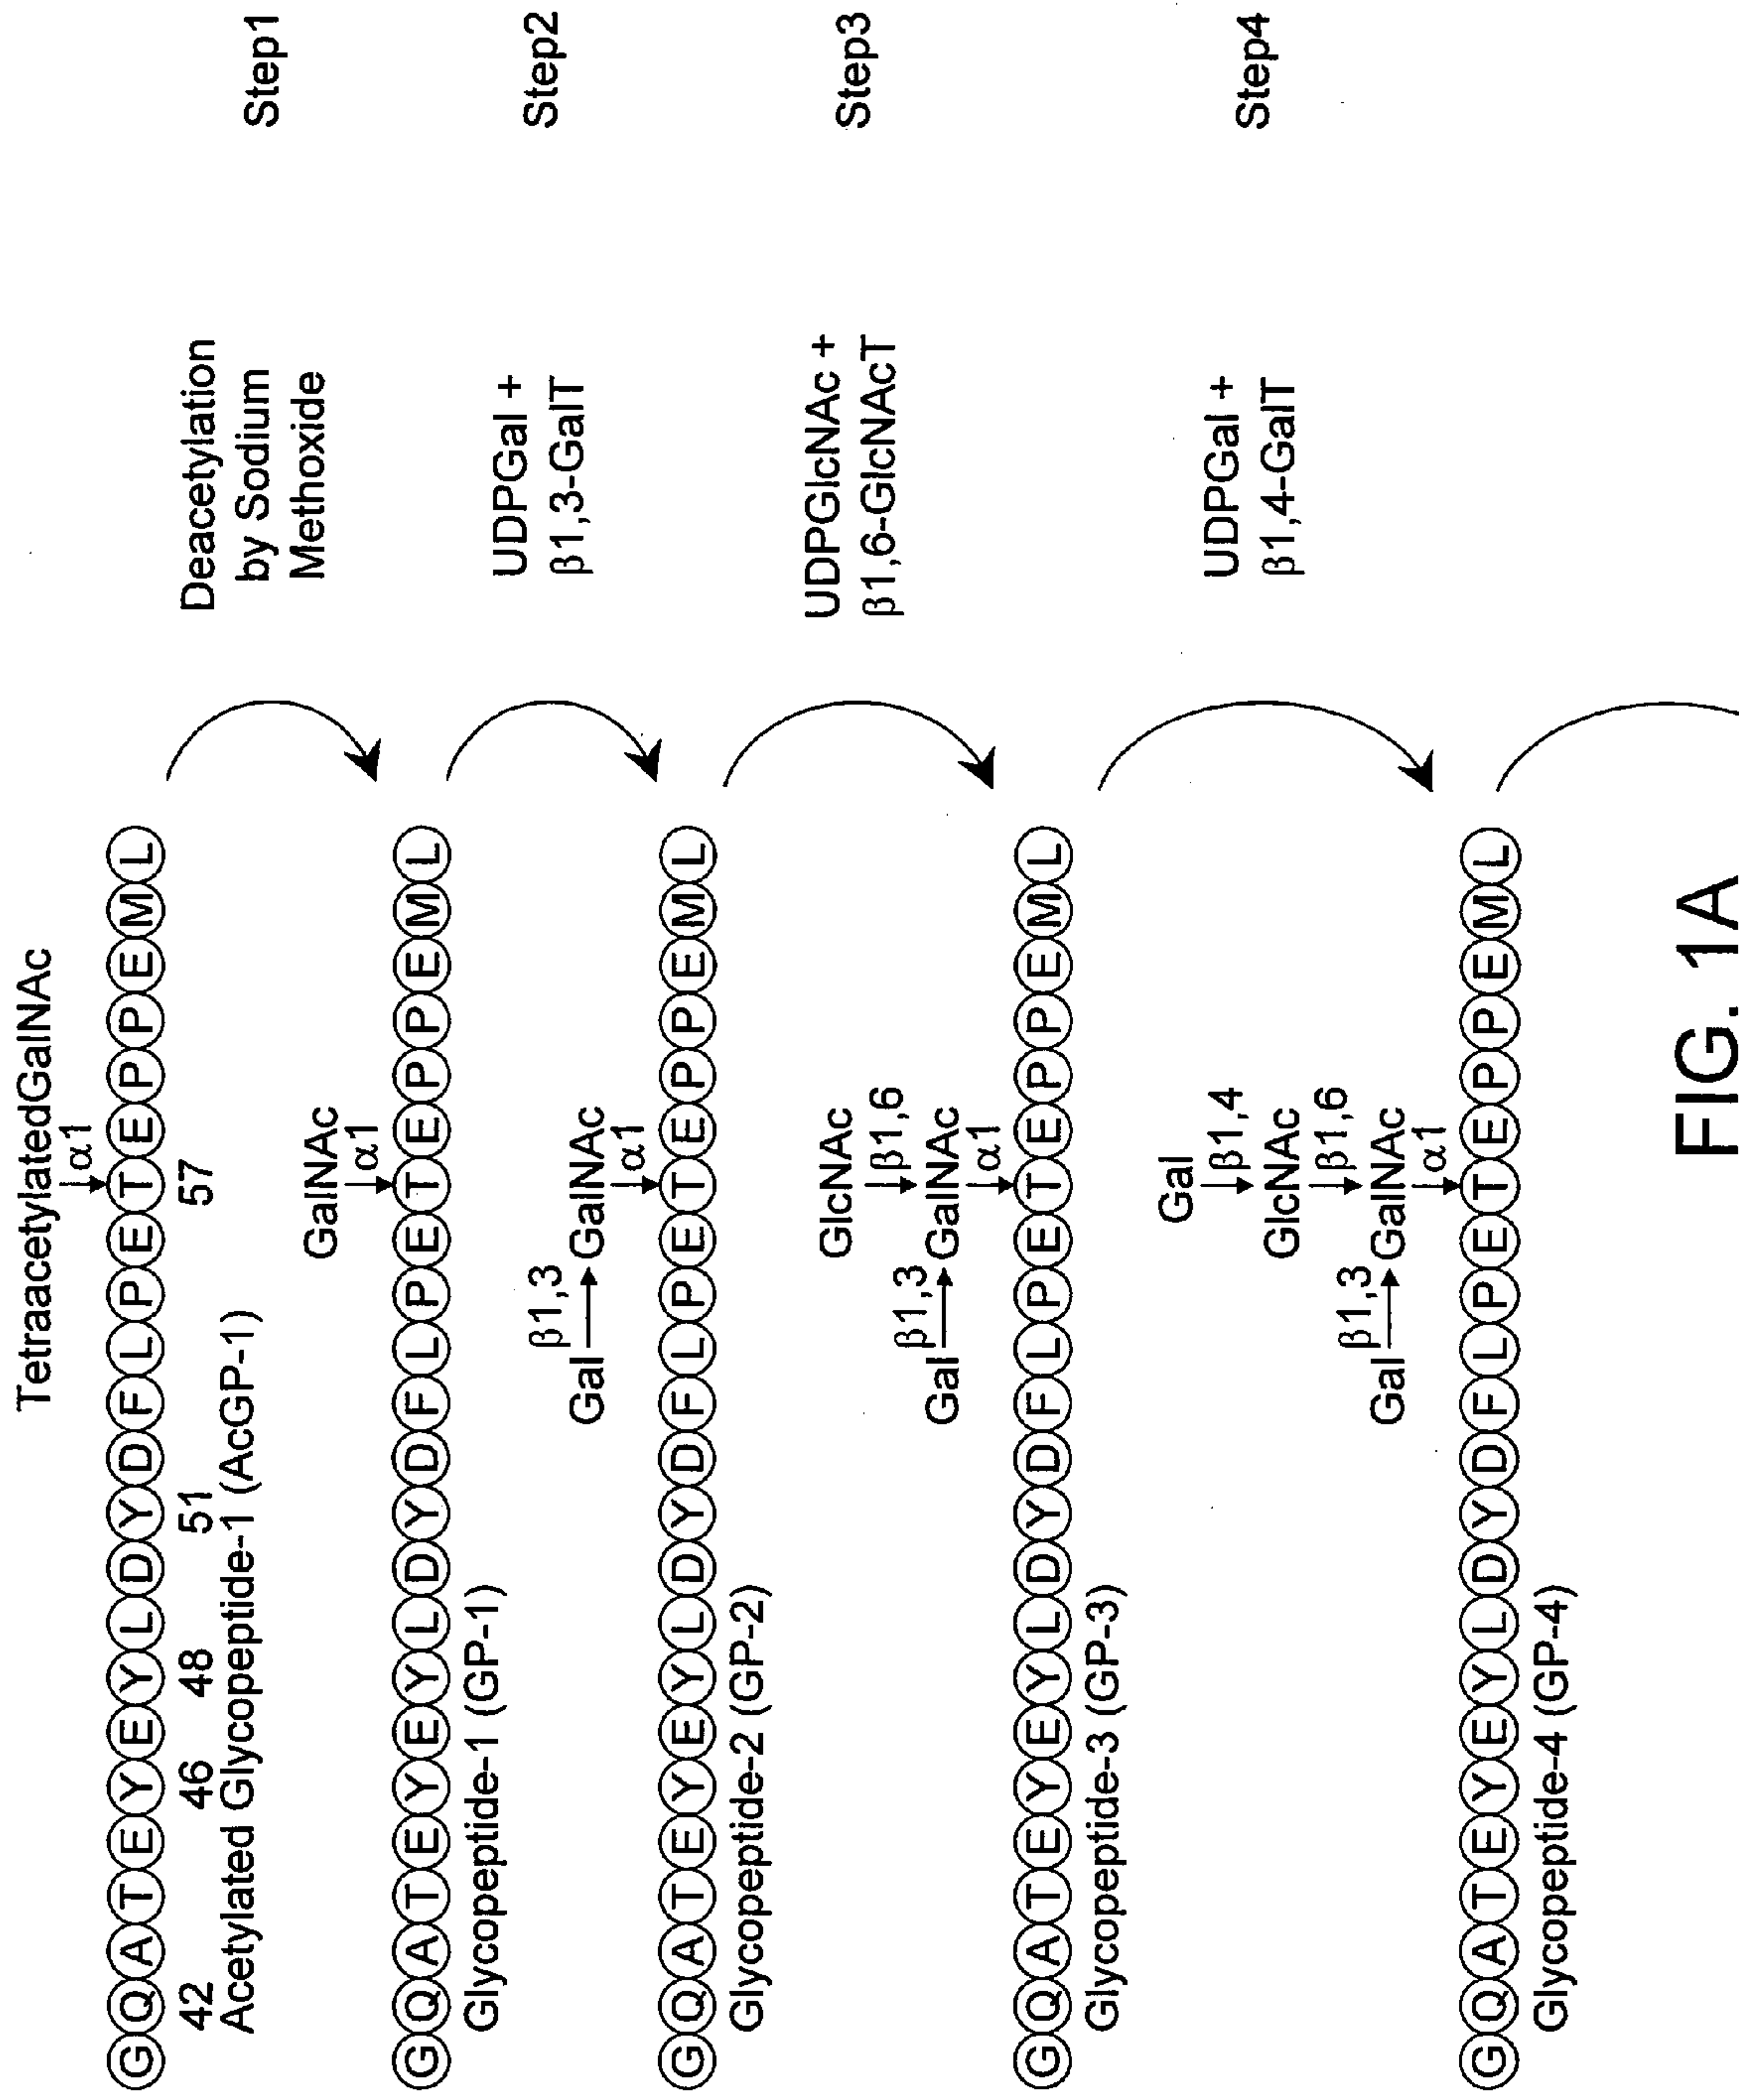 TetraacetylatedGalNAc
α1
GQATEYEYLDYDFLPETEPPEML
42 46 48 51 57
Acetylated Glycopeptide-1 (AcGP-1)
Deacetylation
by Sodium
Methoxide
Step1
GalNAc
α1
GQATEYEYLDYDFLPETEPPEML
Glycopeptide-1 (GP-1)
UDPGal +
β1,3-GalT
Step2
β1,3
Gal GalNAc
α1
GQATEYEYLDYDFLPETEPPEML
Glycopeptide-2 (GP-2)
UDPGlcNAc +
β1,6-GlcNAcT
Step3
GlcNAc
β1,3 β1,6
Gal GalNAc
α1
GQATEYEYLDYDFLPETEPPEML
Glycopeptide-3 (GP-3)
UDPGal +
β1,4-GalT
Step4
Gal
β1,4
GlcNAc
β1,3 β1,6
Gal GalNAc
α1
GQATEYEYLDYDFLPETEPPEML
Glycopeptide-4 (GP-4)
FIG. 1A